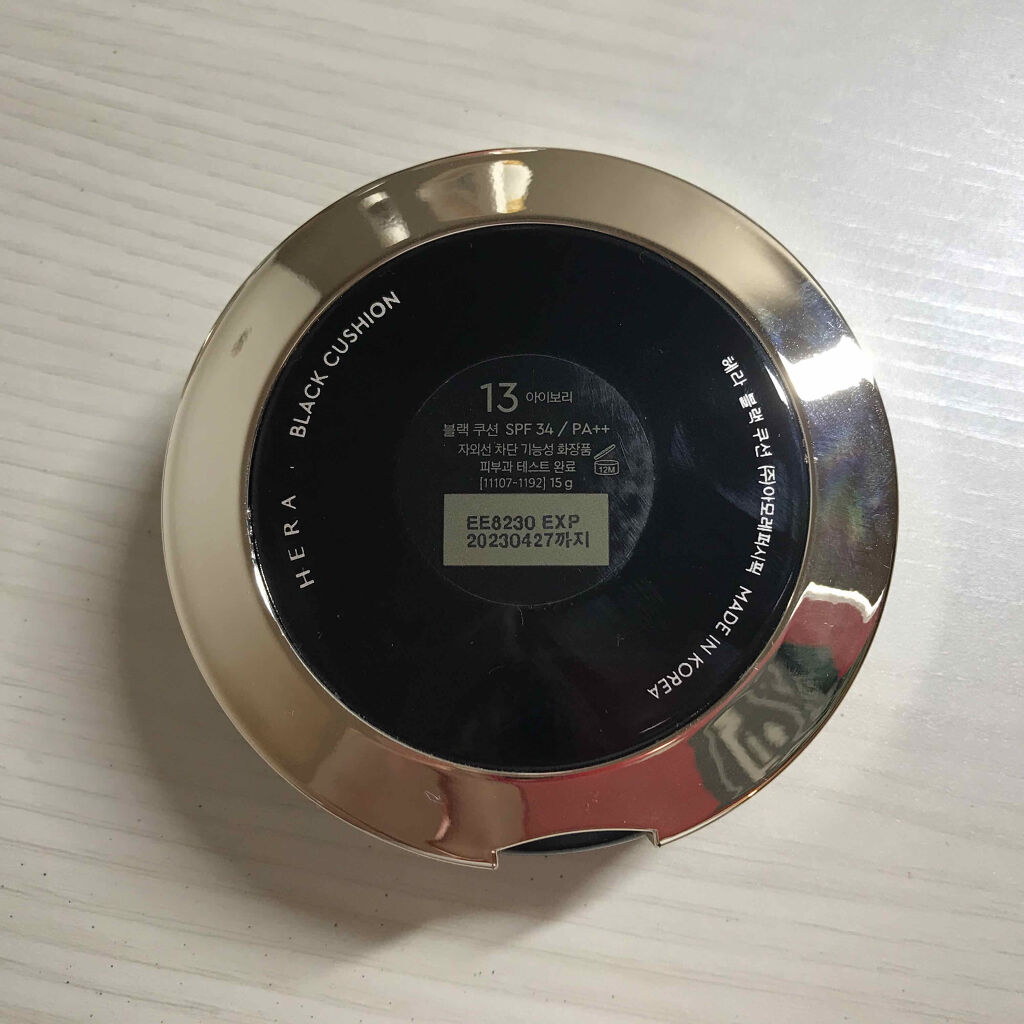 HERA · BLACK CUSHION
13 아이보리
블랙 쿠션 SPF 34 / PA++
자외선 차단 기능성 화장품
피부과 테스트 완료
12M
[11107-1192] 15 g
EE8230 EXP
20230427까지
헤라 블랙 쿠션 (주)아모레퍼시픽 MADE IN KOREA